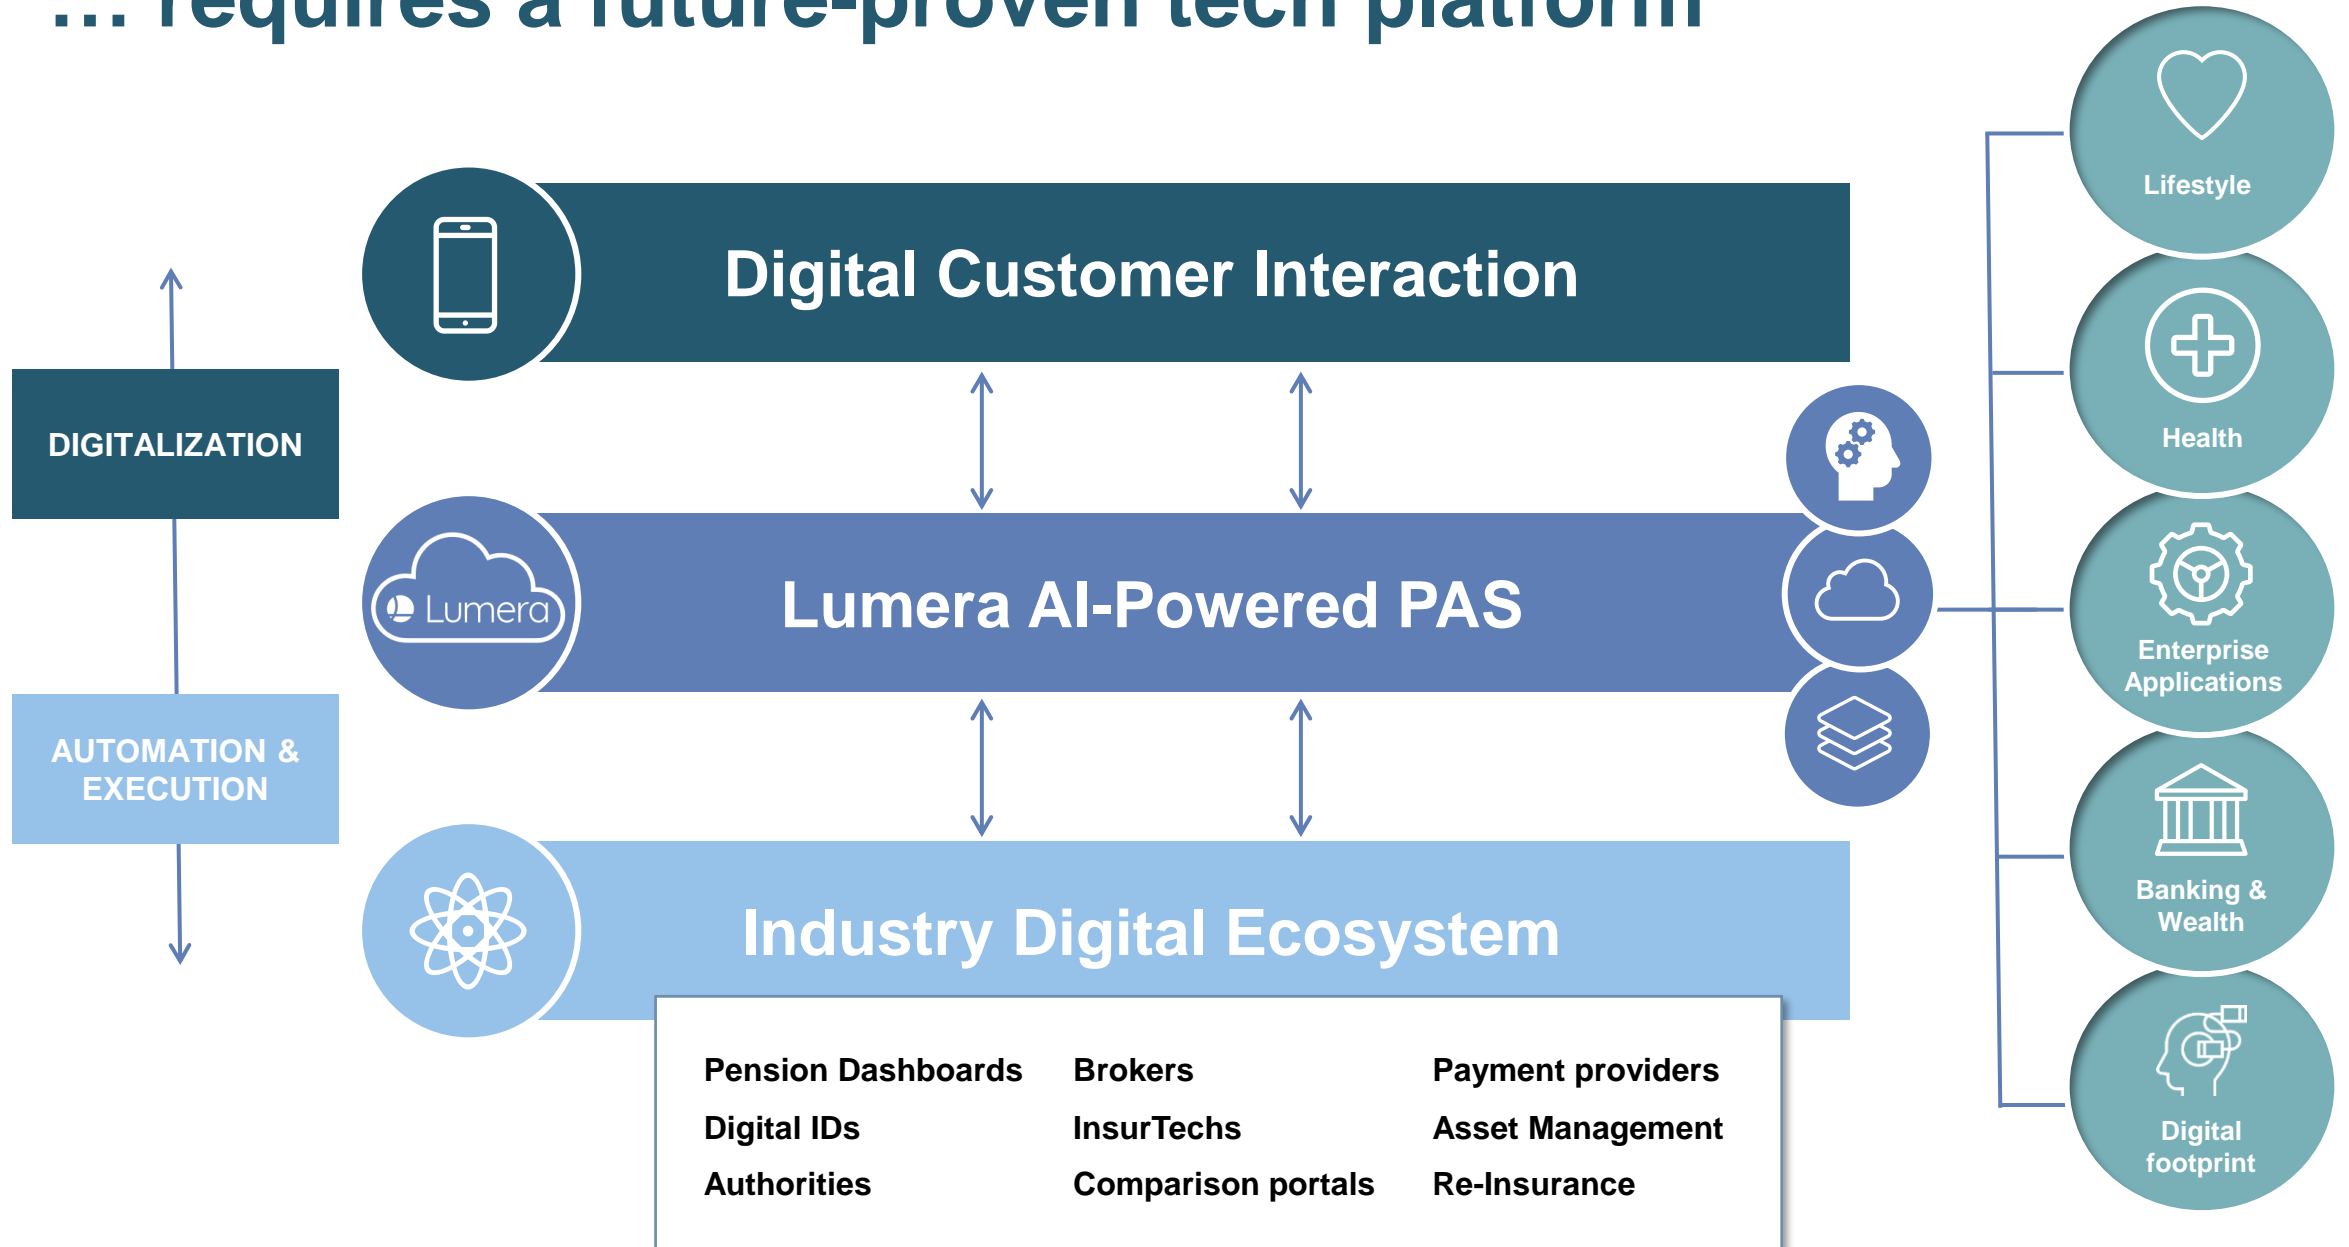 ... requires a future-proven tech platform
Lifestyle
Digital Customer Interaction
DIGITALIZATION
Health
Lumera
Lumera AI-Powered PAS
Enterprise
Applications
AUTOMATION &
EXECUTION
Banking &
Wealth
Industry Digital Ecosystem
Pension Dashboards
Brokers
Payment providers
Digital IDs
InsurTechs
Asset Management
Authorities
Comparison portals
Re-Insurance
Digital
footprint